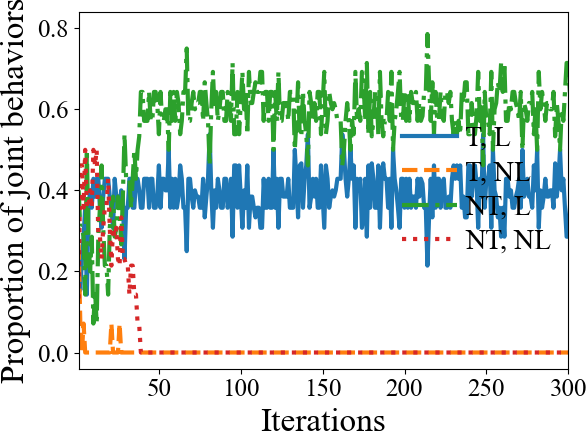 Proportion of joint behaviors
0.8
0.6
0.4
0.2
0.0
T, L
T, NL
NT, L
NT, NL
50
100
150
200
250
300
Iterations